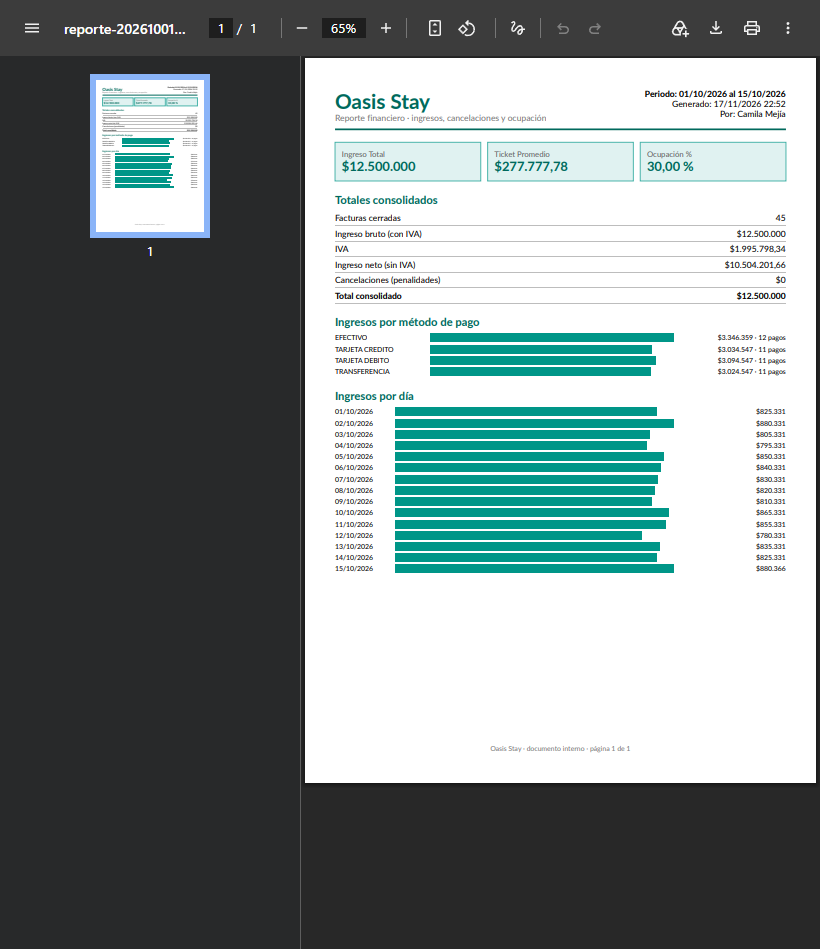 reporte-20261001...
1 / 1
65%
1
Oasis Stay
Reporte financiero · ingresos, cancelaciones y ocupación
Periodo: 01/10/2026 al 15/10/2026
Generado: 17/11/2026 22:52
Por: Camila Mejía
Ingreso Total
$12.500.000
Ticket Promedio
$277.777,78
Ocupación %
30,00 %
Totales consolidados
Facturas cerradas 45
Ingreso bruto (con IVA) $12.500.000
IVA $1.995.798,34
Ingreso neto (sin IVA) $10.504.201,66
Cancelaciones (penalidades) $0
Total consolidado $12.500.000
Ingresos por método de pago
EFECTIVO $3.346.359 · 12 pagos
TARJETA CREDITO $3.034.547 · 11 pagos
TARJETA DEBITO $3.094.547 · 11 pagos
TRANSFERENCIA $3.024.547 · 11 pagos
Ingresos por día
01/10/2026 $825.331
02/10/2026 $880.331
03/10/2026 $805.331
04/10/2026 $795.331
05/10/2026 $850.331
06/10/2026 $840.331
07/10/2026 $830.331
08/10/2026 $820.331
09/10/2026 $810.331
10/10/2026 $865.331
11/10/2026 $855.331
12/10/2026 $780.331
13/10/2026 $835.331
14/10/2026 $825.331
15/10/2026 $880.366
Oasis Stay · documento interno · página 1 de 1